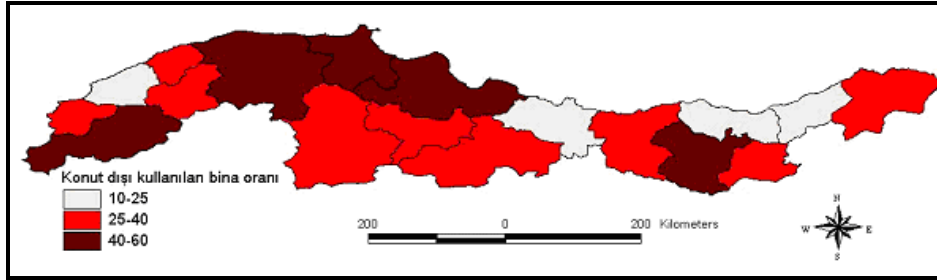 Konut dışı kullanılan bina oranı
10-25
25-40
40-60
200 0 200 Kilometers
N
W E
S